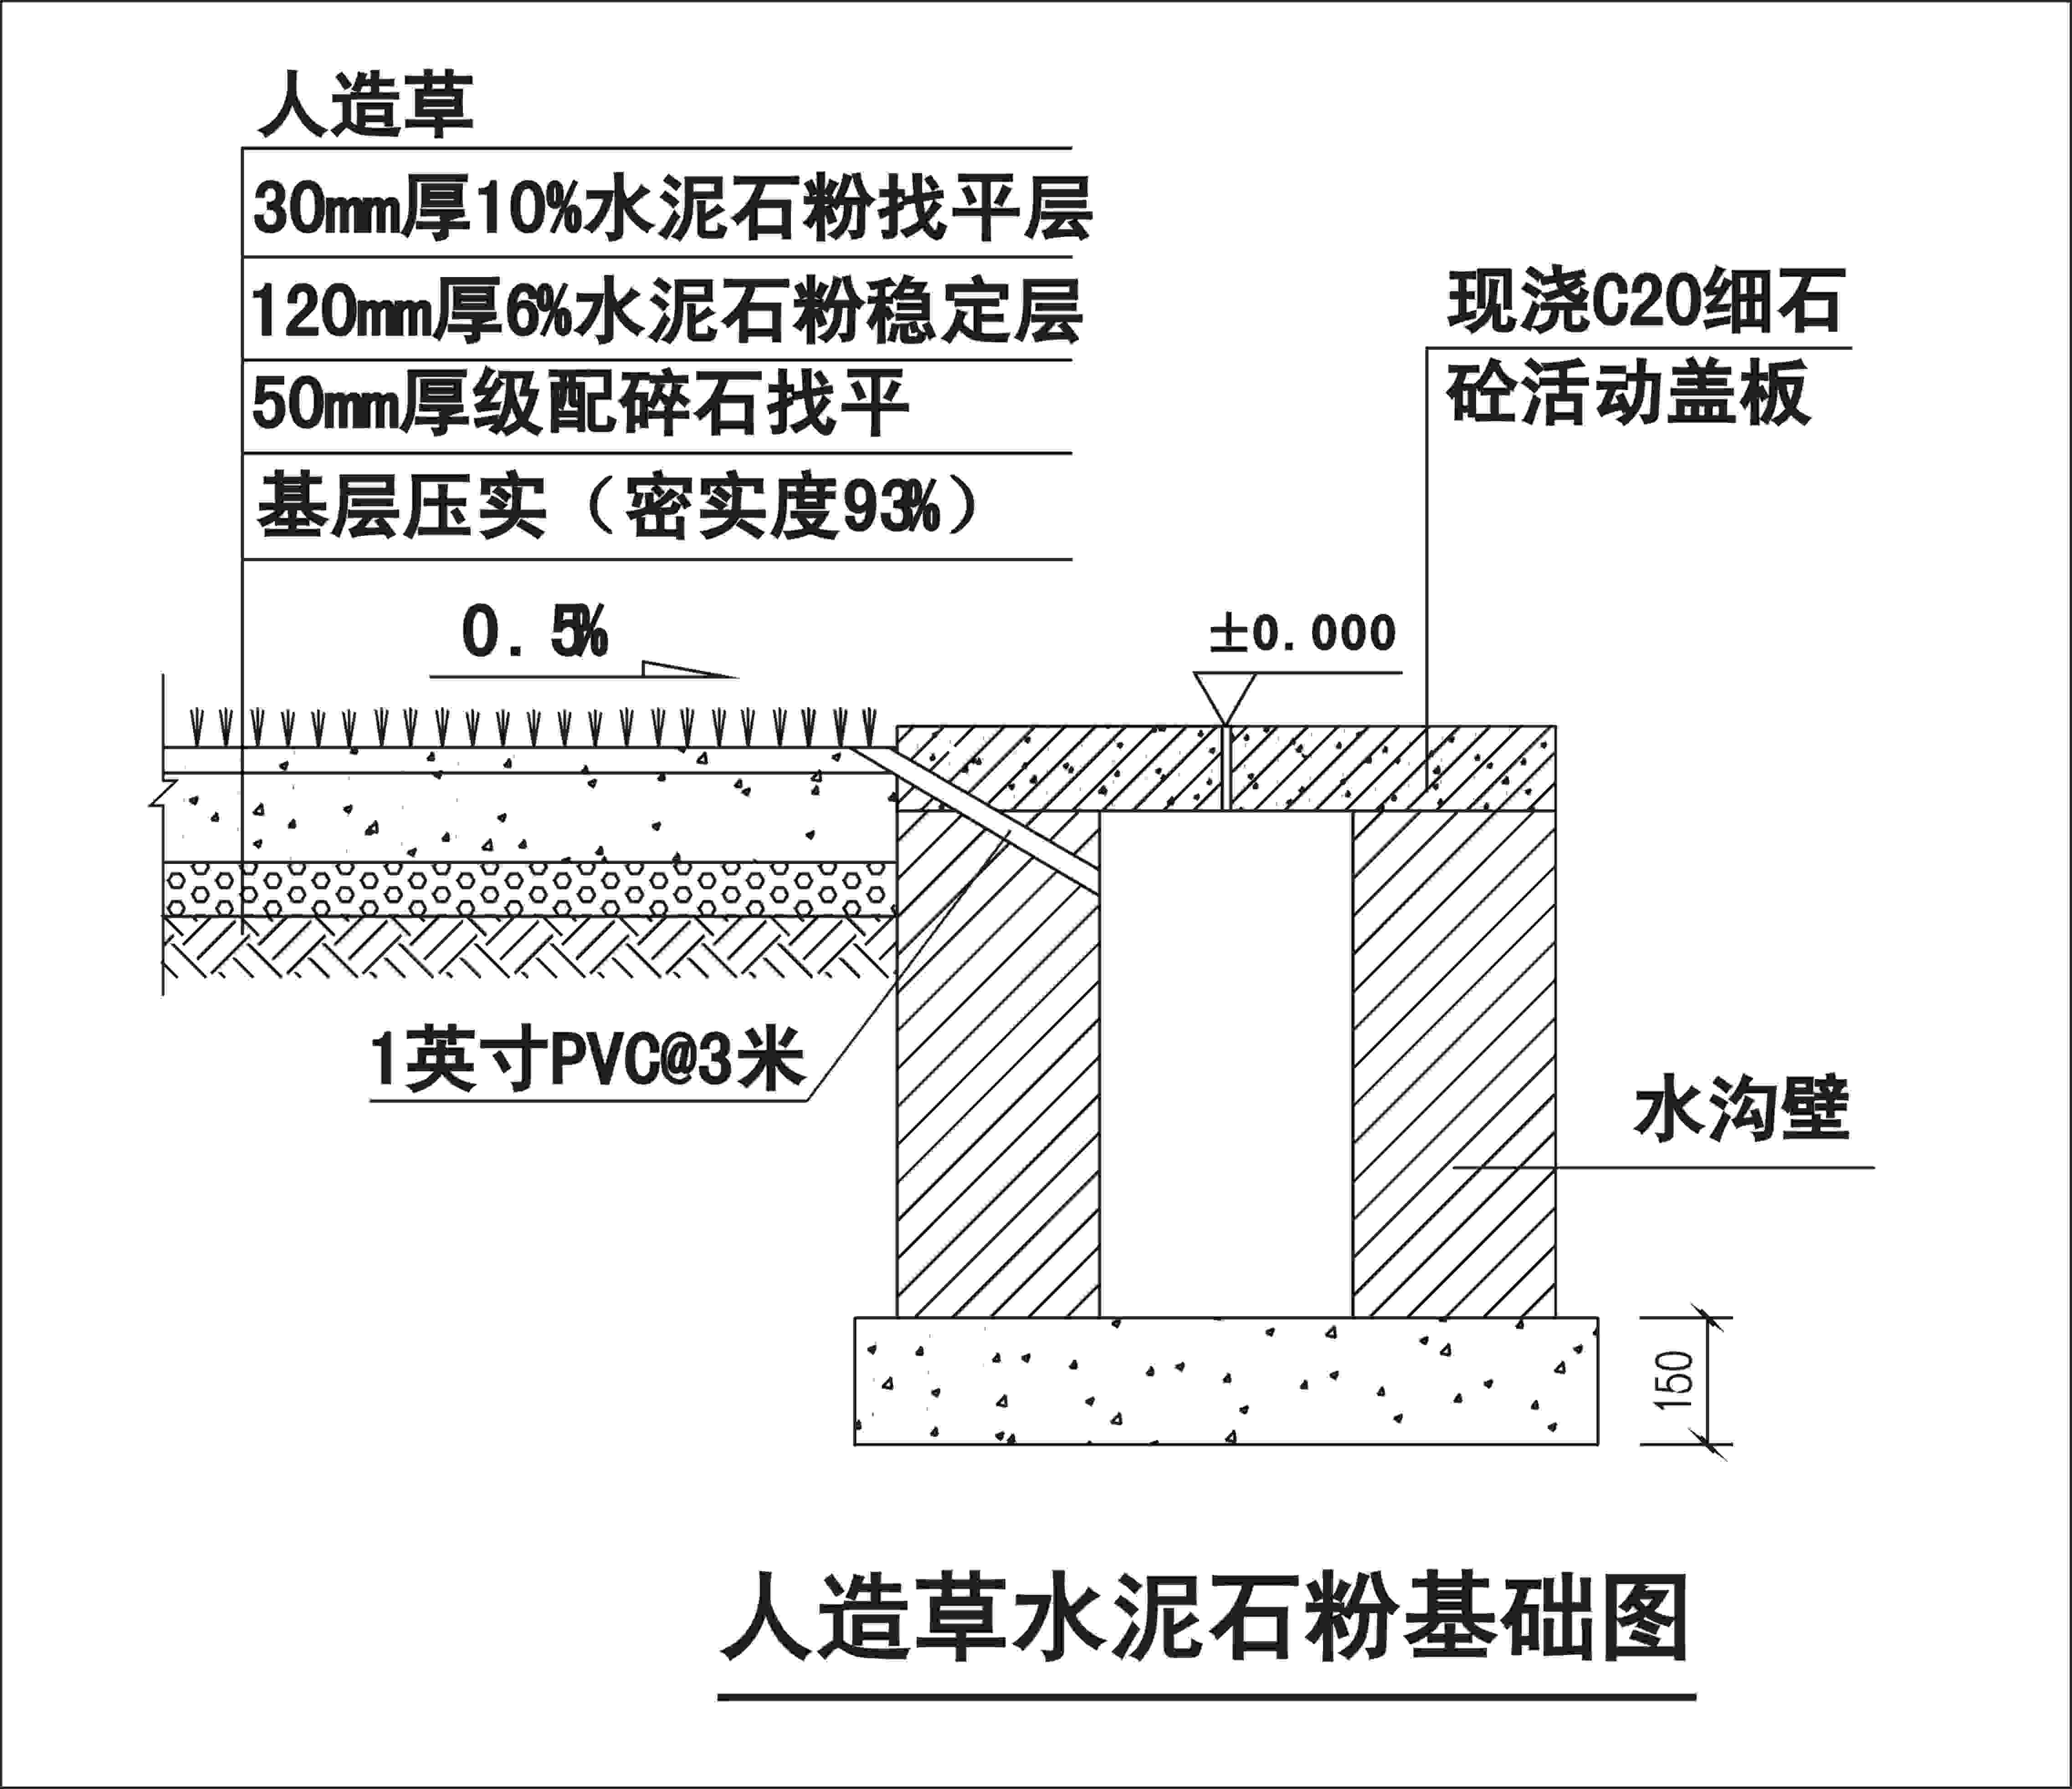 人造草
30mm厚10%水泥石粉找平层
120mm厚6%水泥石粉稳定层
50mm厚级配碎石找平
基层压实（密实度93%）
现浇C20细石
砼活动盖板
0.5%
±0.000
1英寸PVC@3米
水沟壁
150
人造草水泥石粉基础图